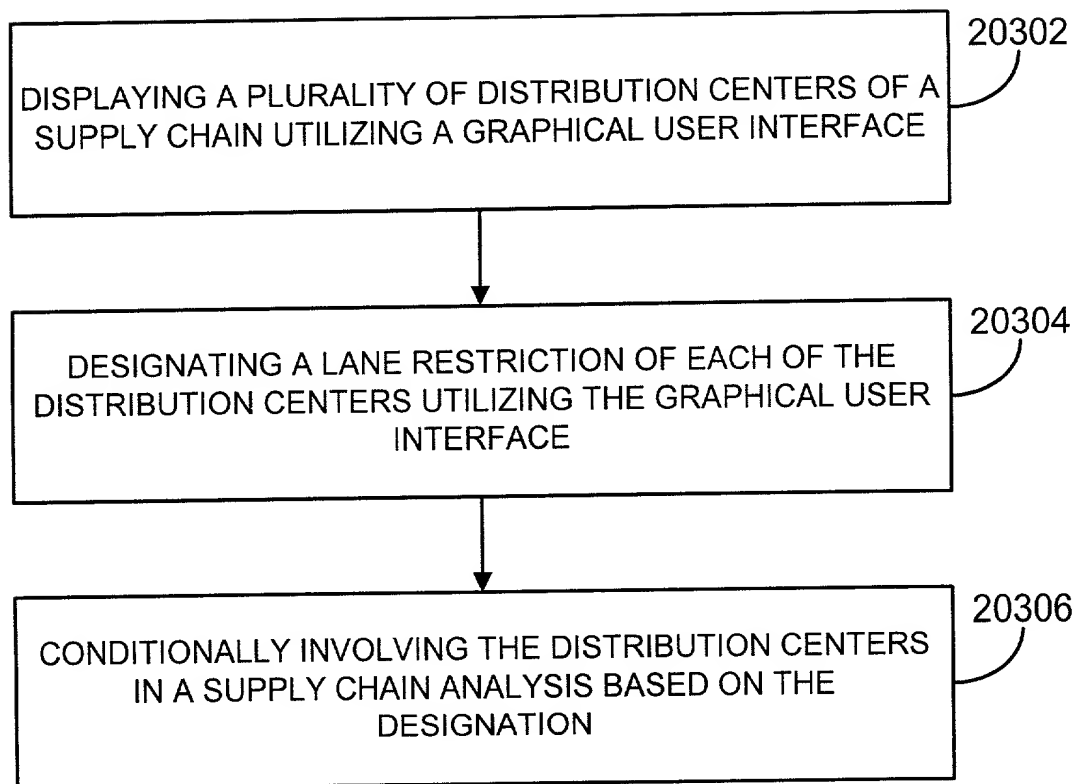 20302
DISPLAYING A PLURALITY OF DISTRIBUTION CENTERS OF A
SUPPLY CHAIN UTILIZING A GRAPHICAL USER INTERFACE
20304
DESIGNATING A LANE RESTRICTION OF EACH OF THE
DISTRIBUTION CENTERS UTILIZING THE GRAPHICAL USER
INTERFACE
20306
CONDITIONALLY INVOLVING THE DISTRIBUTION CENTERS
IN A SUPPLY CHAIN ANALYSIS BASED ON THE
DESIGNATION